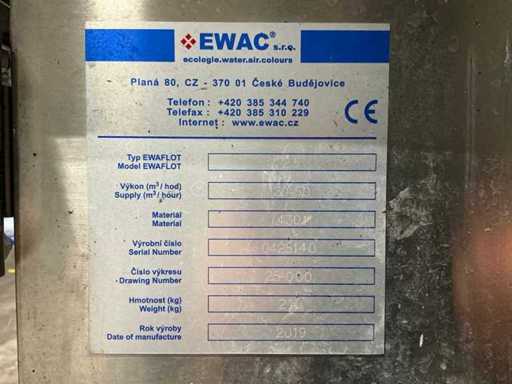 EWAC® s.r.o.
ecologie.water.air.colours
Planá 80, CZ - 370 01 České Budějovice
Telefon : +420 385 344 740
Telefax : +420 385 310 229
Internet : www.ewac.cz
CE
Typ EWAFLOT
Model EWAFLOT
Výkon (m³/ hod)
Supply (m³/ hour)
Materiál
Material
Výrobní číslo
Serial Number
Číslo výkresu
Drawing Number
Hmotnost (kg)
Weight (kg)
Rok výroby 2019
Date of manufacture